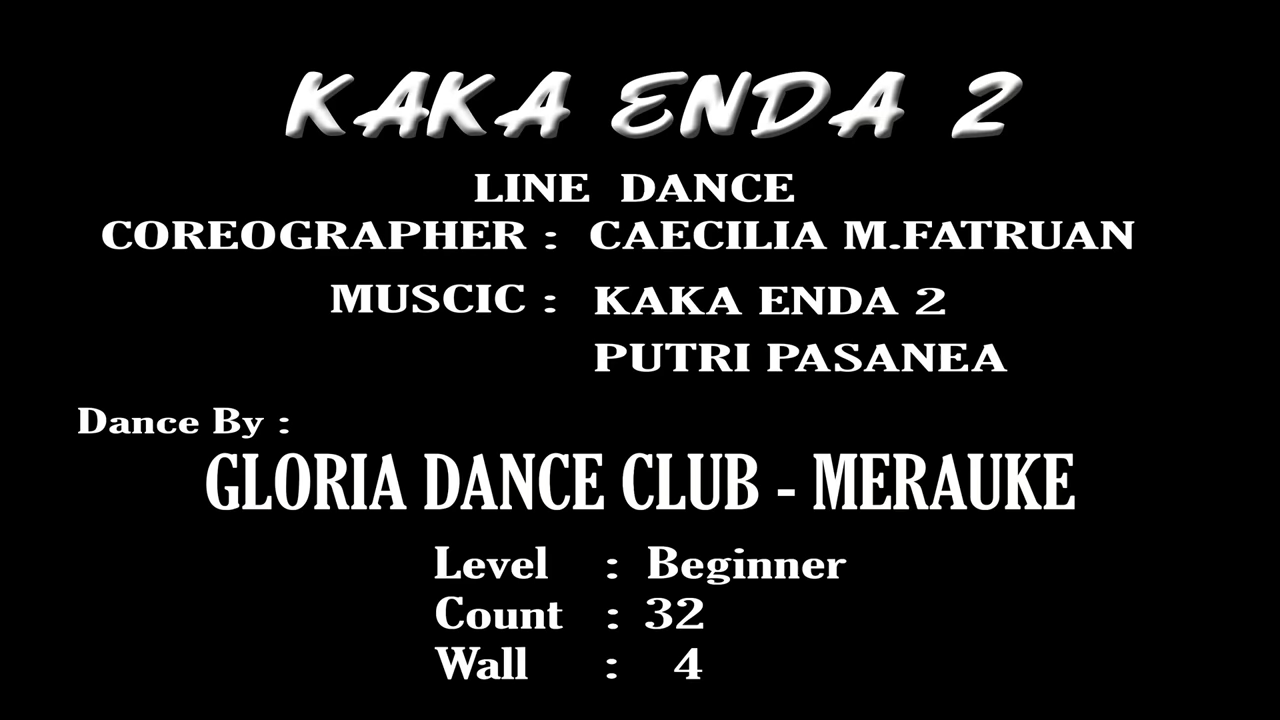 KAKA ENDA 2
LINE DANCE
COREOGRAPHER : CAECILIA M.FATRUAN
MUSCIC : KAKA ENDA 2
PUTRI PASANEA
Dance By :
GLORIA DANCE CLUB - MERAUKE
Level : Beginner
Count : 32
Wall : 4